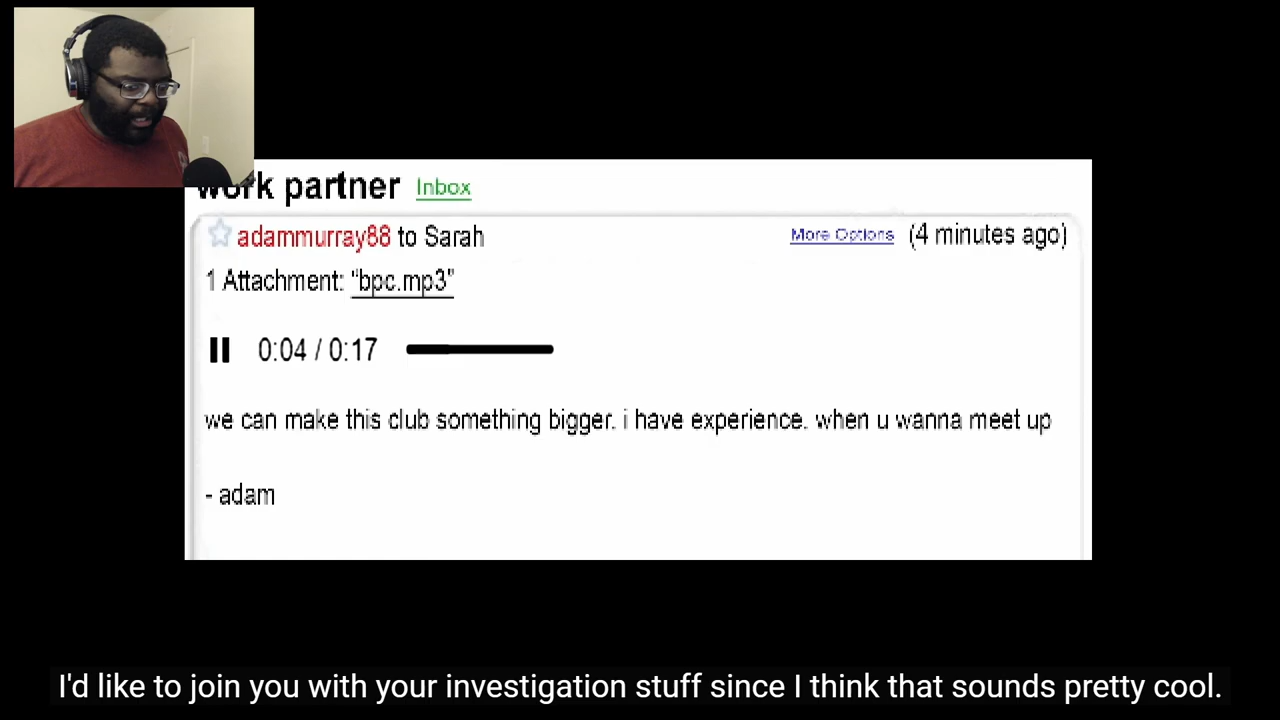 work partner Inbox
adammurray88 to Sarah More Options (4 minutes ago)
1 Attachment: "bpc.mp3"
0:04 / 0:17
we can make this club something bigger. i have experience. when u wanna meet up
- adam
I'd like to join you with your investigation stuff since I think that sounds pretty cool.